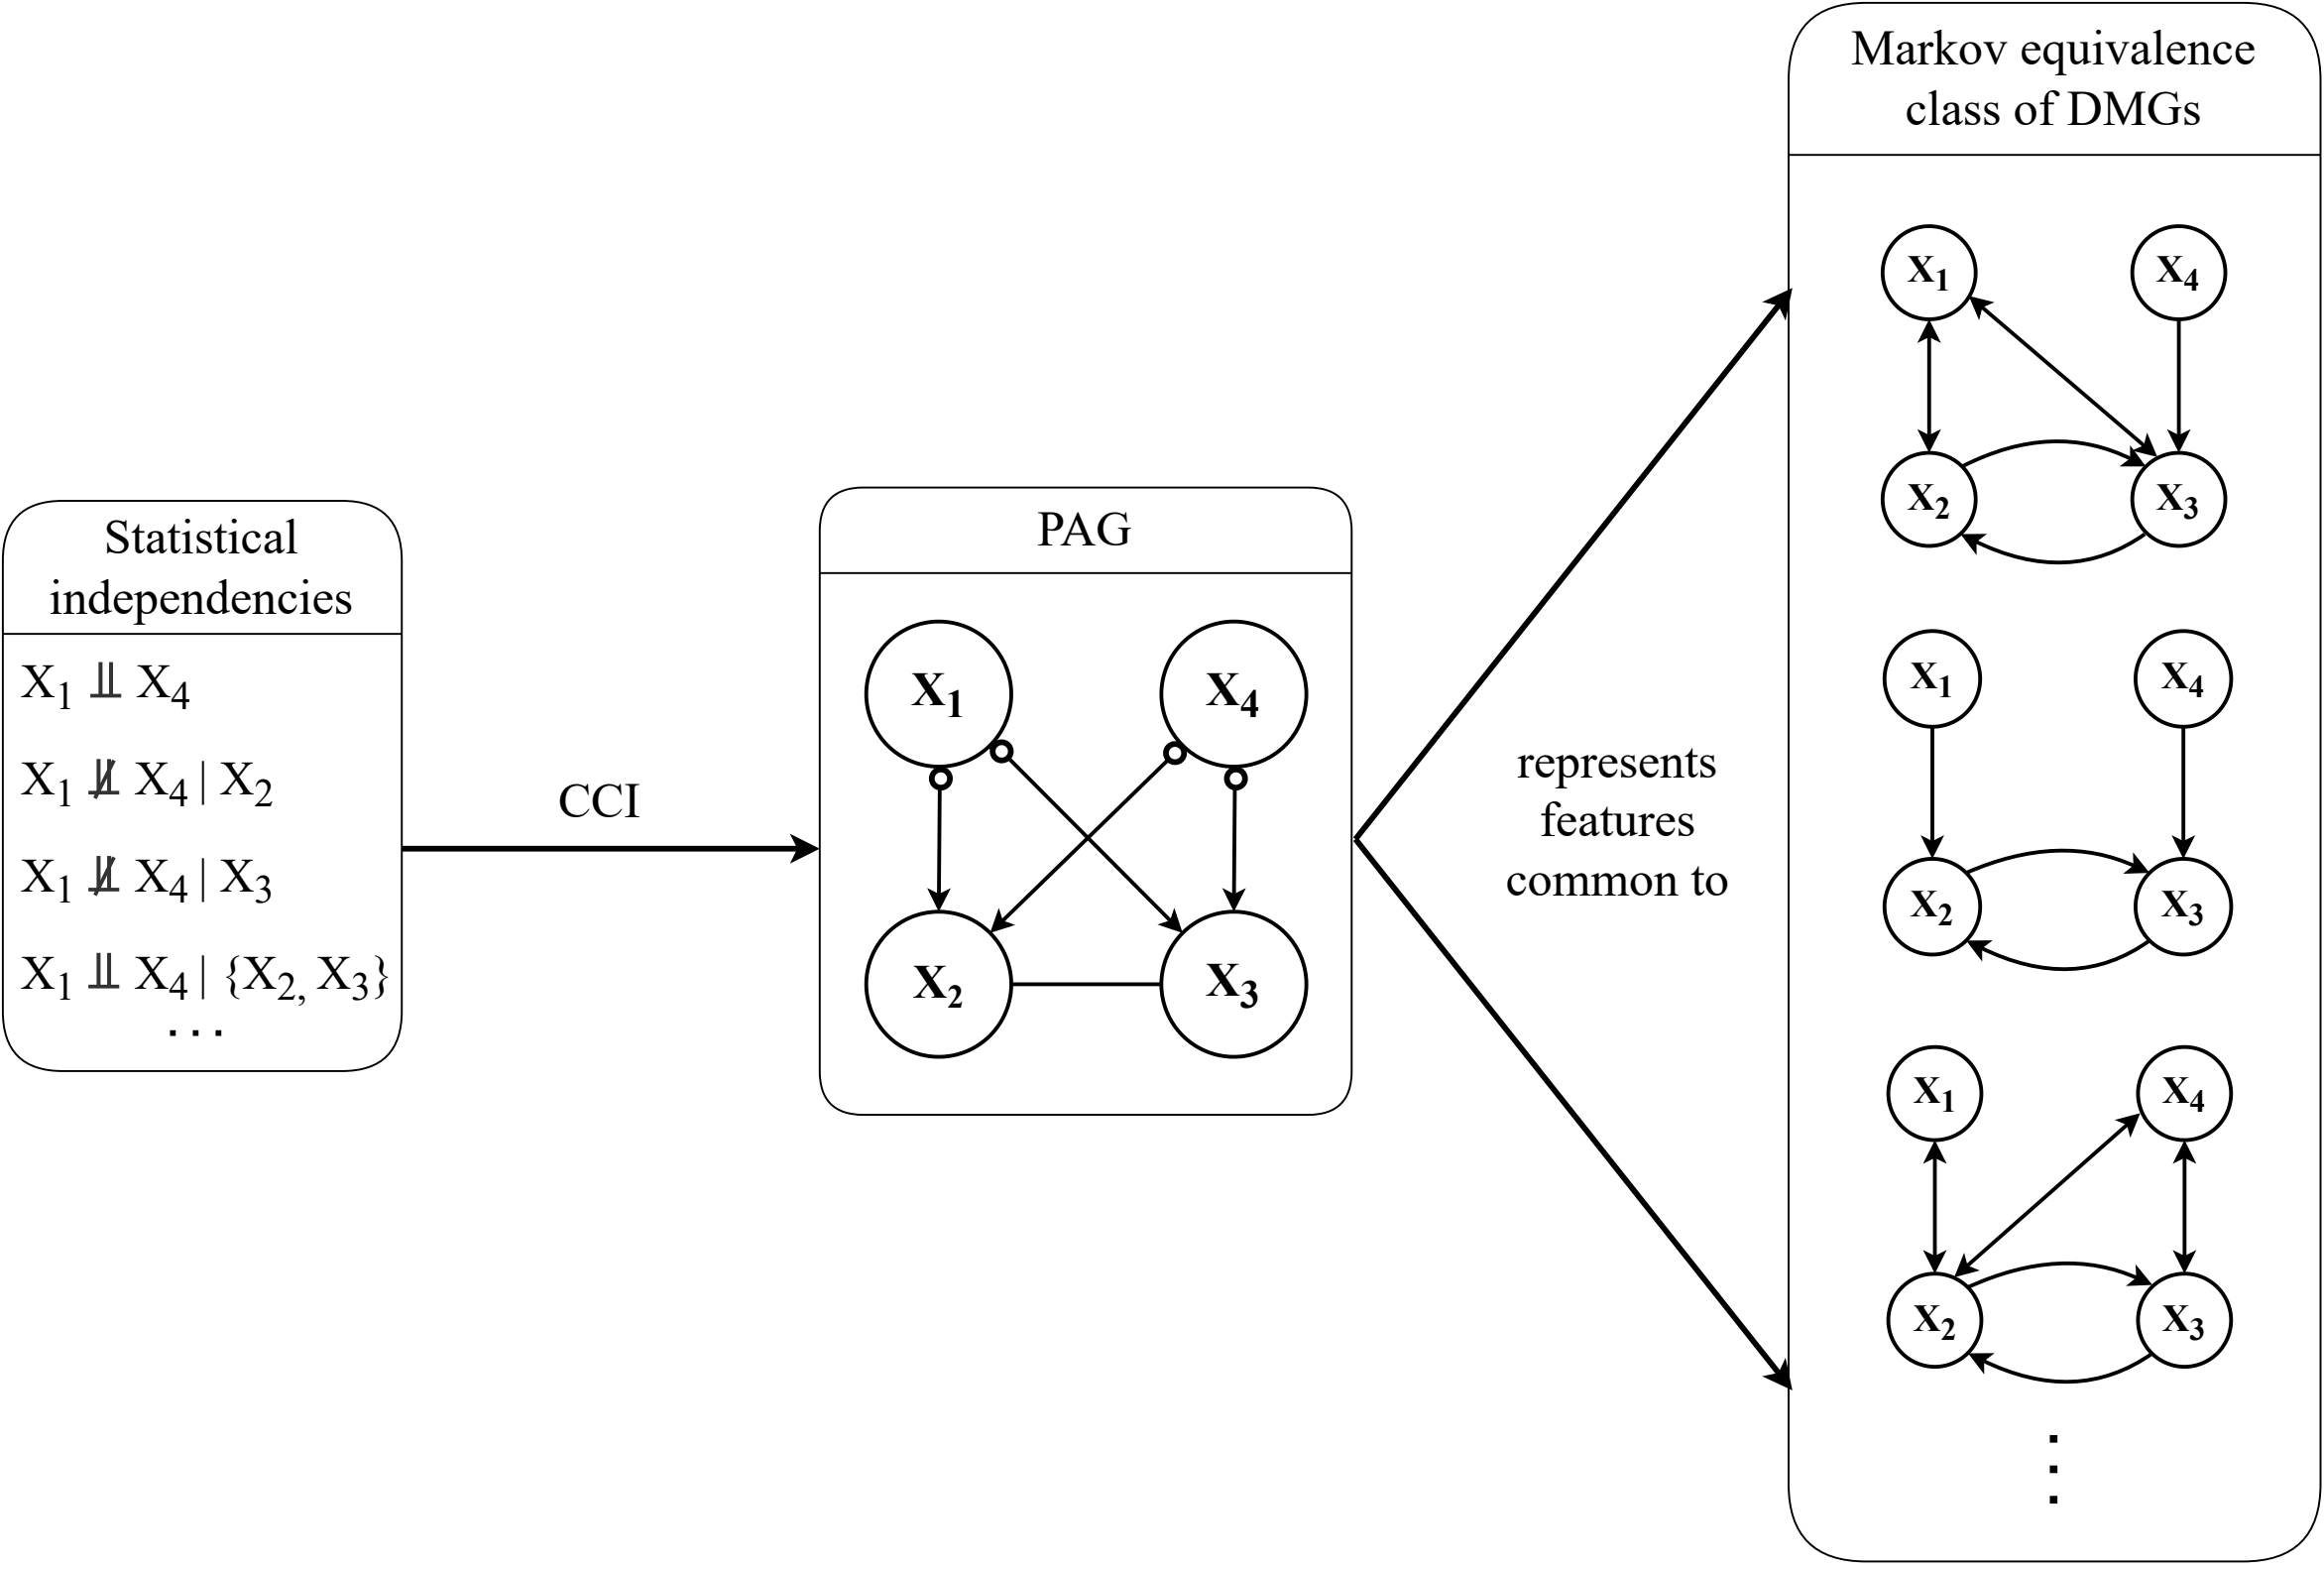 Statistical
independencies
X₁ ⫫ X₄
X₁ ⫫̸ X₄ | X₂
X₁ ⫫̸ X₄ | X₃
X₁ ⫫ X₄ | {X₂, X₃}
...
CCI
PAG
X₁ X₄
X₂ X₃
represents
features
common to
Markov equivalence
class of DMGs
X₁ X₄
X₂ X₃
X₁ X₄
X₂ X₃
X₁ X₄
X₂ X₃
⋮